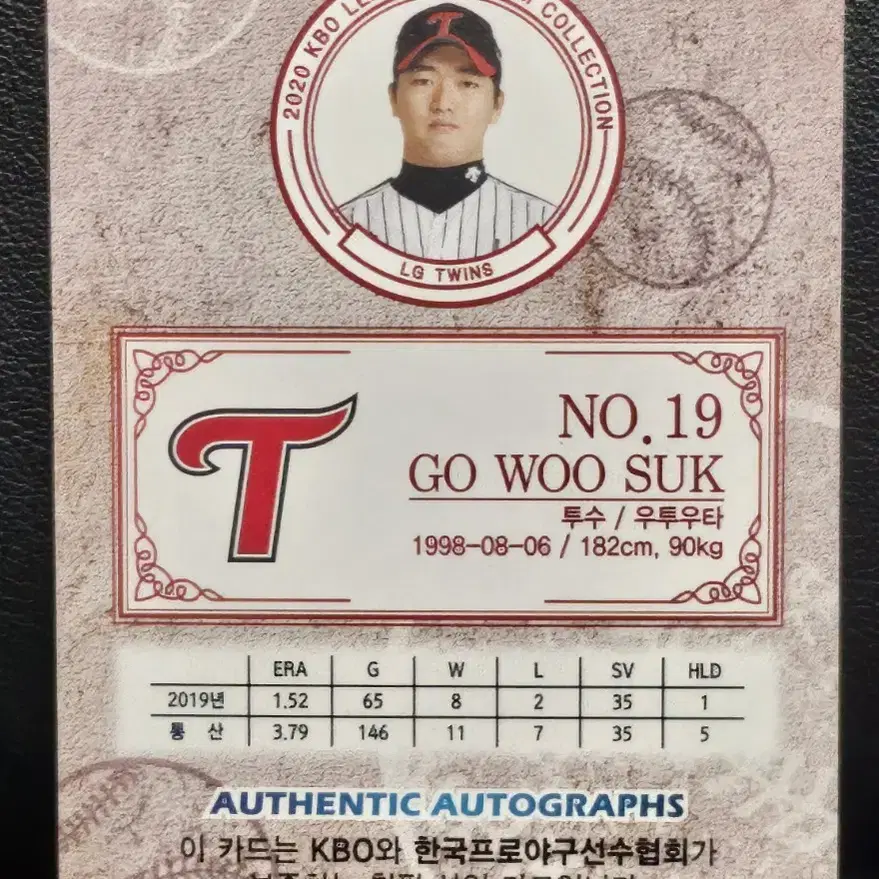 2020 KBO LE M COLLECTION
LG TWINS
NO.19
GO WOO SUK
투수 / 우투우타
1998-08-06 / 182cm, 90kg
ERA G W L SV HLD
2019년 1.52 65 8 2 35 1
통 산 3.79 146 11 7 35 5
AUTHENTIC AUTOGRAPHS
이 카드는 KBO와 한국프로야구선수협회가